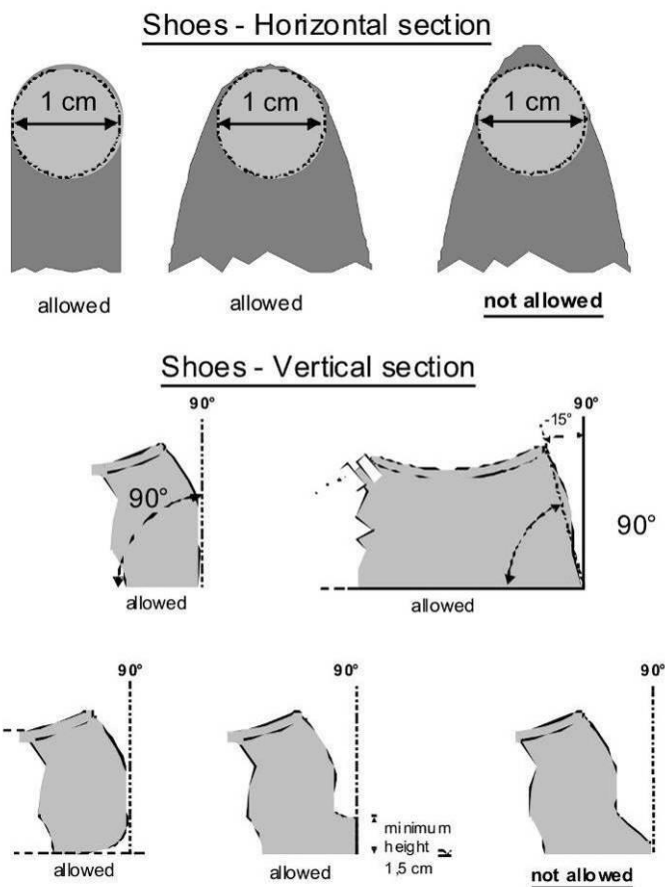 Shoes - Horizontal section
1 cm
1 cm
1 cm
allowed
allowed
not allowed
Shoes - Vertical section
90°
90°
-15°
90°
90°
allowed
allowed
90°
90°
90°
minimum
height
1,5 cm
allowed
allowed
not allowed